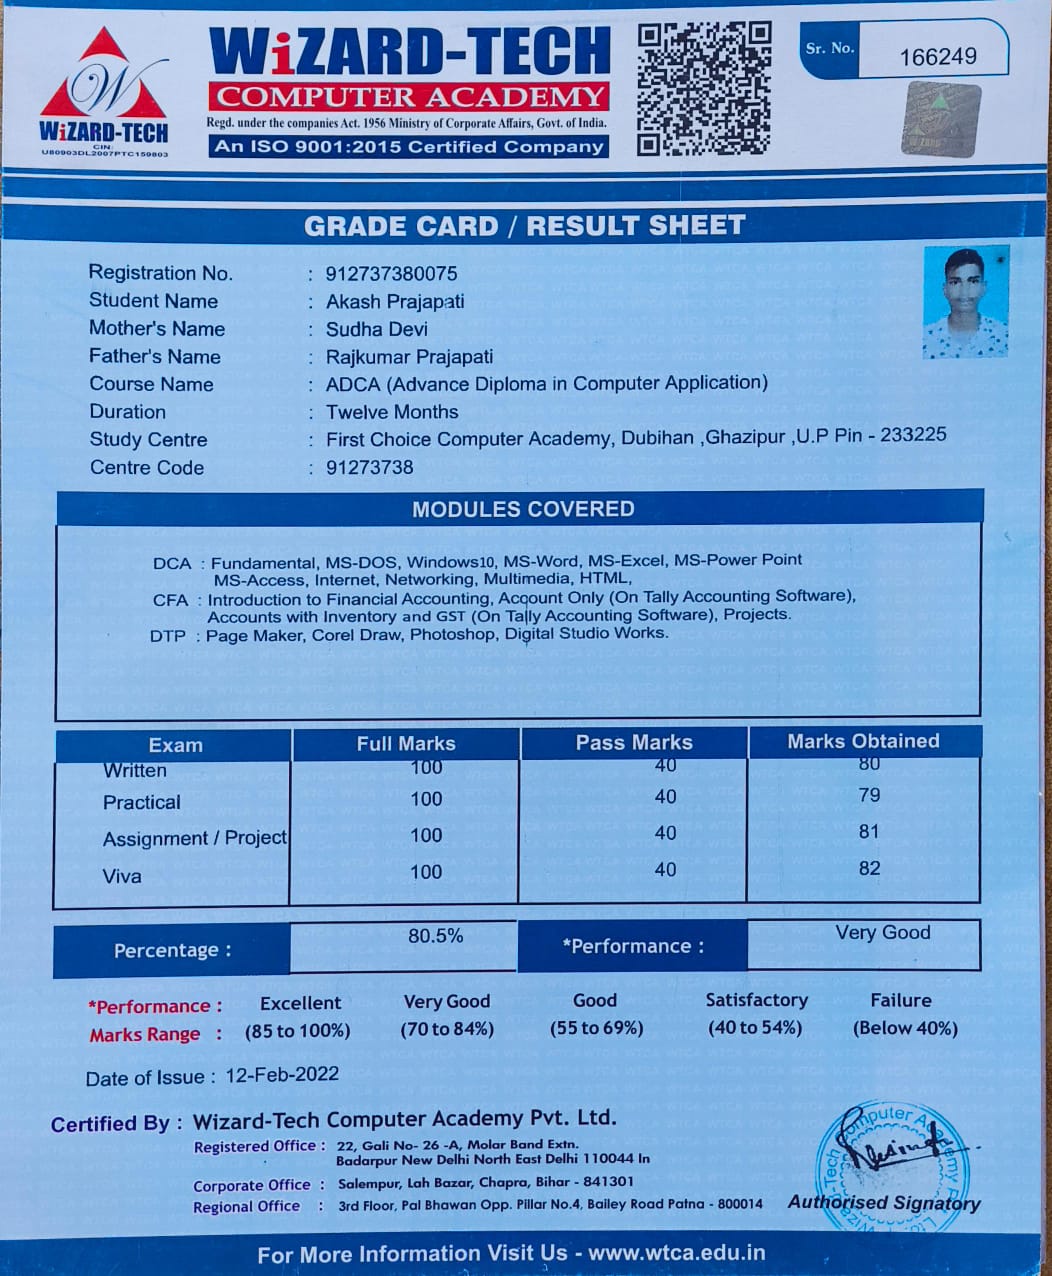 WiZARD-TECH
COMPUTER ACADEMY
Regd. under the companies Act. 1956 Ministry of Corporate Affairs, Govt. of India.
An ISO 9001:2015 Certified Company
W
WiZARD-TECH
CIN:
U80903DL2007PTC159803
Sr. No. 166249
GRADE CARD / RESULT SHEET
Registration No. : 912737380075
Student Name : Akash Prajapati
Mother's Name : Sudha Devi
Father's Name : Rajkumar Prajapati
Course Name : ADCA (Advance Diploma in Computer Application)
Duration : Twelve Months
Study Centre : First Choice Computer Academy, Dubihan ,Ghazipur ,U.P Pin - 233225
Centre Code : 91273738
MODULES COVERED
DCA : Fundamental, MS-DOS, Windows10, MS-Word, MS-Excel, MS-Power Point
MS-Access, Internet, Networking, Multimedia, HTML,
CFA : Introduction to Financial Accounting, Account Only (On Tally Accounting Software),
Accounts with Inventory and GST (On Tally Accounting Software), Projects.
DTP : Page Maker, Corel Draw, Photoshop, Digital Studio Works.
Exam Full Marks Pass Marks Marks Obtained
Written 100 40 80
Practical 100 40 79
Assignment / Project 100 40 81
Viva 100 40 82
Percentage : 80.5% *Performance : Very Good
*Performance : Excellent Very Good Good Satisfactory Failure
Marks Range : (85 to 100%) (70 to 84%) (55 to 69%) (40 to 54%) (Below 40%)
Date of Issue : 12-Feb-2022
Certified By : Wizard-Tech Computer Academy Pvt. Ltd.
Registered Office : 22, Gali No- 26 -A, Molar Band Extn.
Badarpur New Delhi North East Delhi 110044 In
Corporate Office : Salempur, Lah Bazar, Chapra, Bihar - 841301
Regional Office : 3rd Floor, Pal Bhawan Opp. Pillar No.4, Bailey Road Patna - 800014
Authorised Signatory
For More Information Visit Us - www.wtca.edu.in